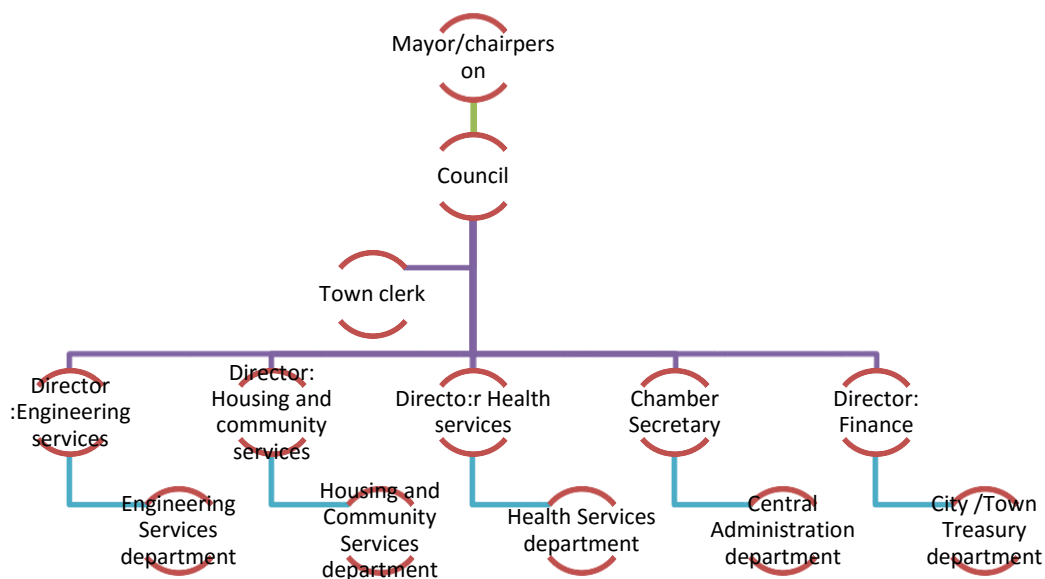 Mayor/chairpers
on
Council
Town clerk
Director
:Engineering
services
Director:
Housing and
community
services
Directo:r Health
services
Chamber
Secretary
Director:
Finance
Engineering
Services
department
Housing and
Community
Services
department
Health Services
department
Central
Administration
department
City /Town
Treasury
department